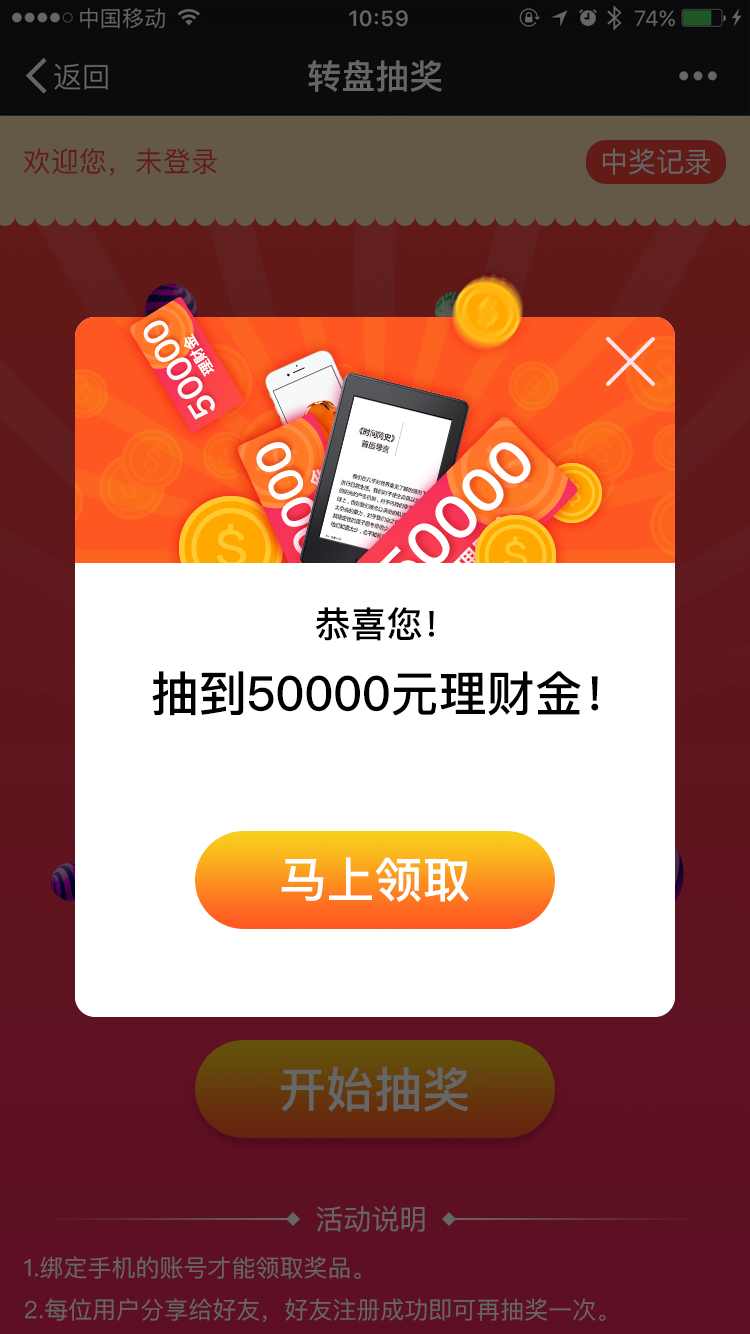 中国移动
10:59
74%
返回
转盘抽奖
欢迎您，未登录
中奖记录
50000
理财金
5000
50000
《时间简史》
恭喜您！
抽到50000元理财金！
马上领取
开始抽奖
活动说明
1.绑定手机的账号才能领取奖品。
2.每位用户分享给好友，好友注册成功即可再抽奖一次。